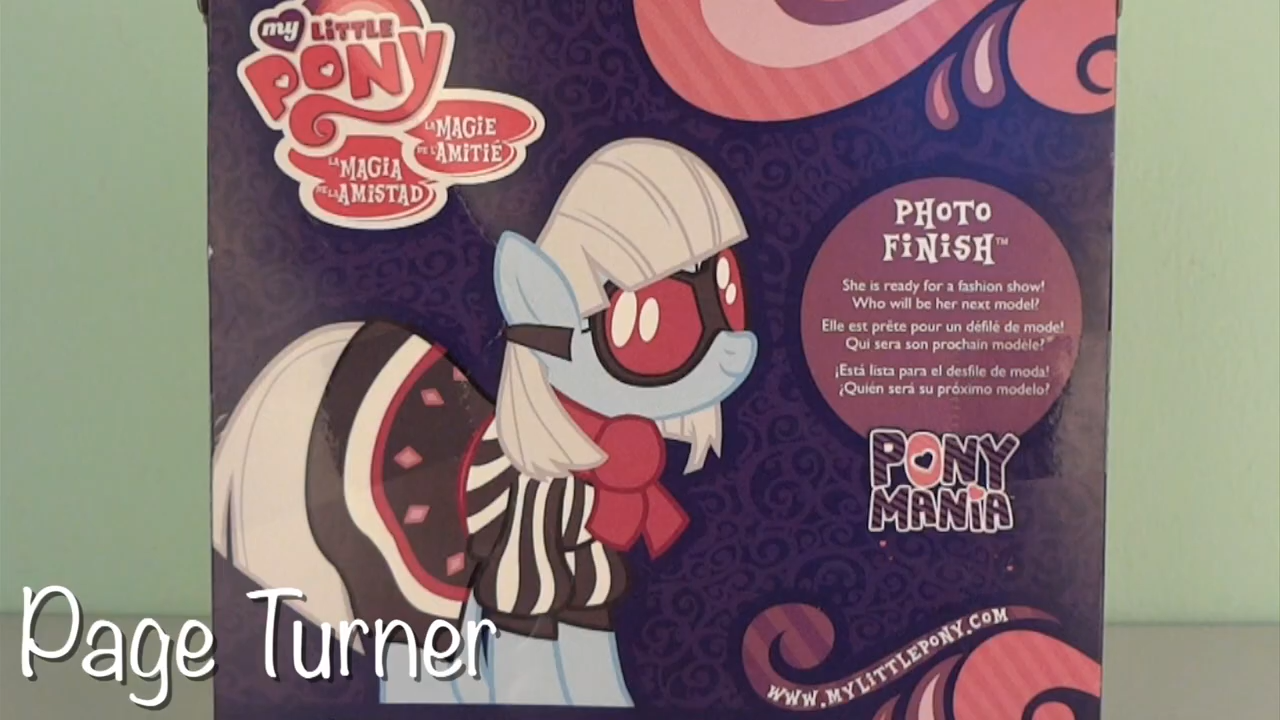 my LiTTLE
PONY
LA MAGIE
DE L'AMITIÉ
LA MAGIA
DE LA AMISTAD
PHOTO
FiNiSH™
She is ready for a fashion show!
Who will be her next model?
Elle est prête pour un défilé de mode!
Qui sera son prochain modèle?
¡Está lista para el desfile de moda!
¿Quién será su próximo modelo?
PONY
MANiA
WWW.MYLiTTLEPONY.COM
Page Turner